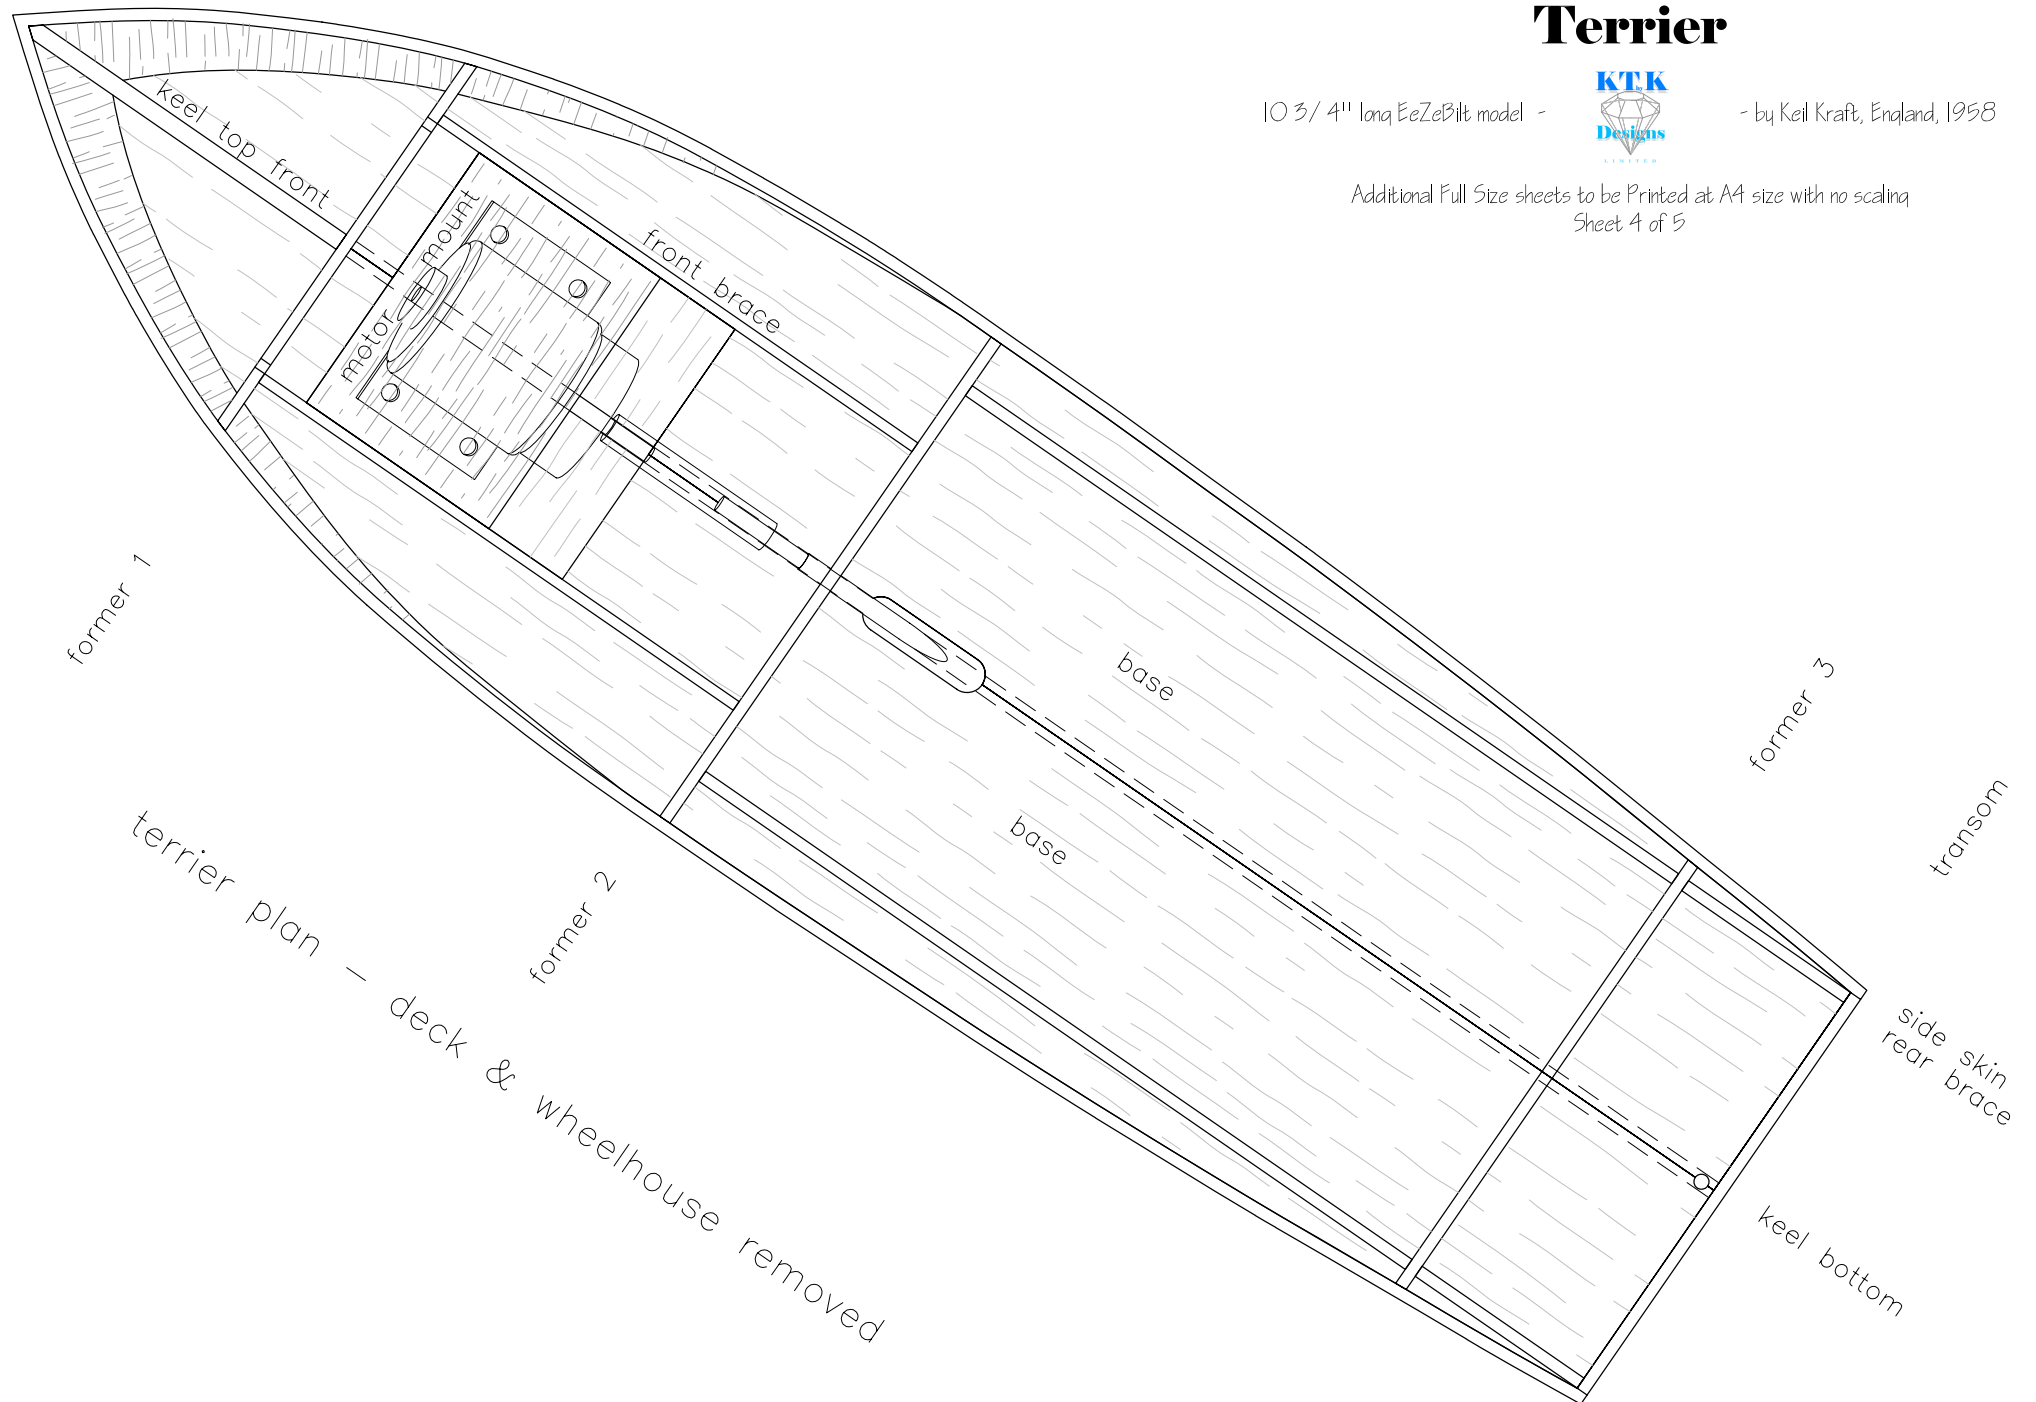 Terrier
KTK
Designs
LIMITED
10 3/4" long EeZeBilt model -
- by Keil Kraft, England, 1958
Additional Full Size sheets to be Printed at A4 size with no scaling
Sheet 4 of 5
keel top front
motor mount
front brace
former 1
base
base
former 3
transom
former 2
side skin
rear brace
keel bottom
terrier plan - deck & wheelhouse removed